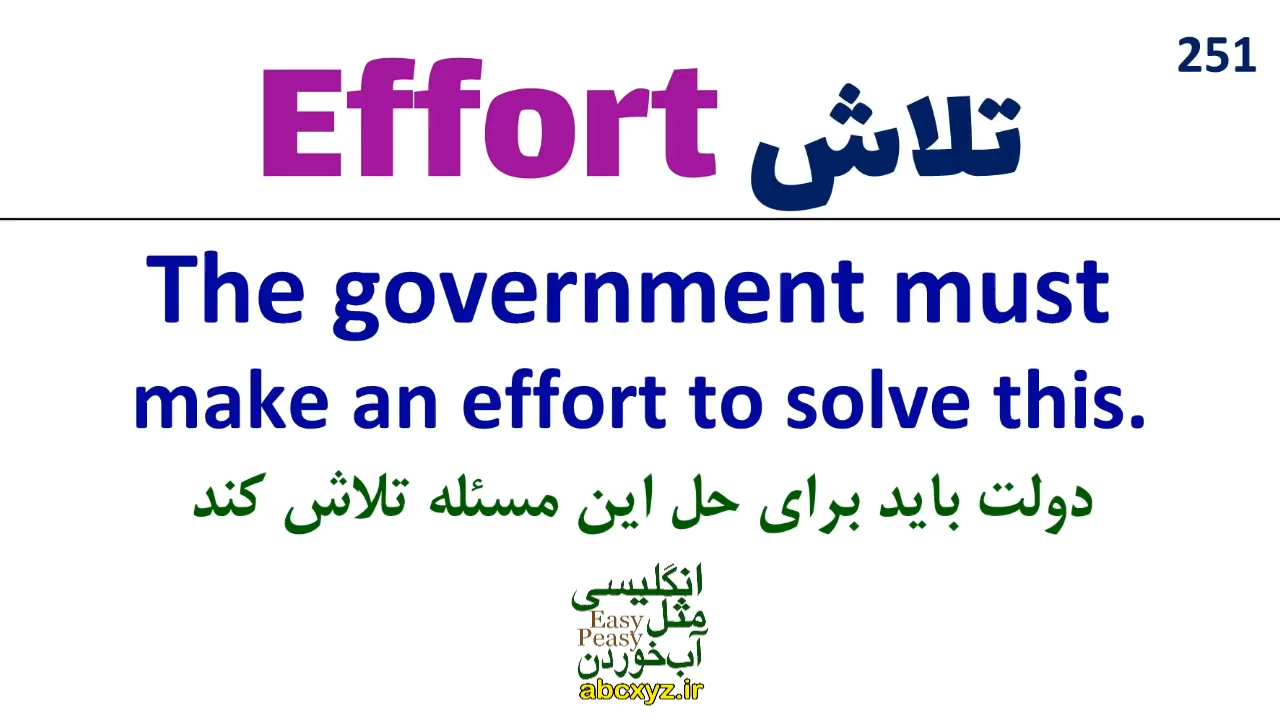 251
Effort تلاش
The government must
make an effort to solve this.
دولت باید برای حل این مسئله تلاش کند
انگلیسی
مثل
Easy
Peasy
آب‌خوردن
abcxyz.ir